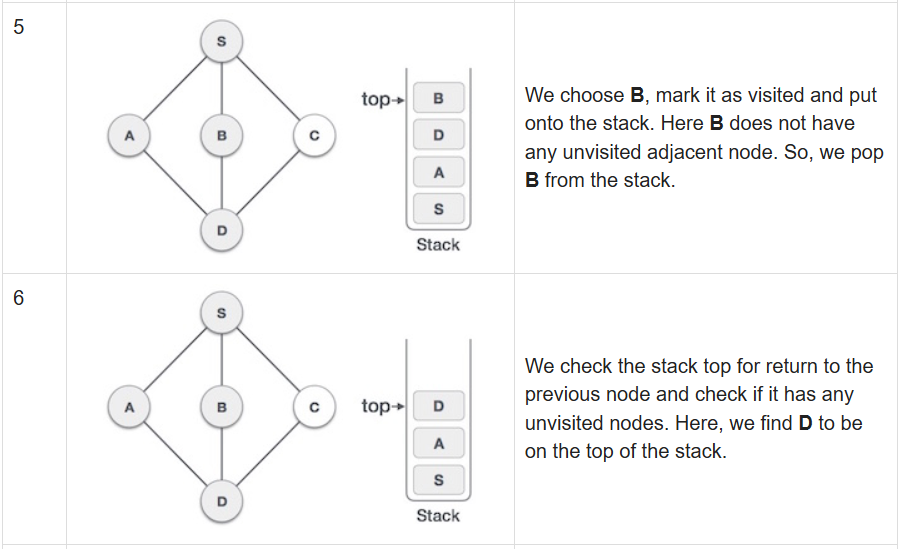 5
S
A
B
C
D
top
B
D
A
S
Stack
We choose B, mark it as visited and put
onto the stack. Here B does not have
any unvisited adjacent node. So, we pop
B from the stack.
6
S
A
B
C
D
top
D
A
S
Stack
We check the stack top for return to the
previous node and check if it has any
unvisited nodes. Here, we find D to be
on the top of the stack.